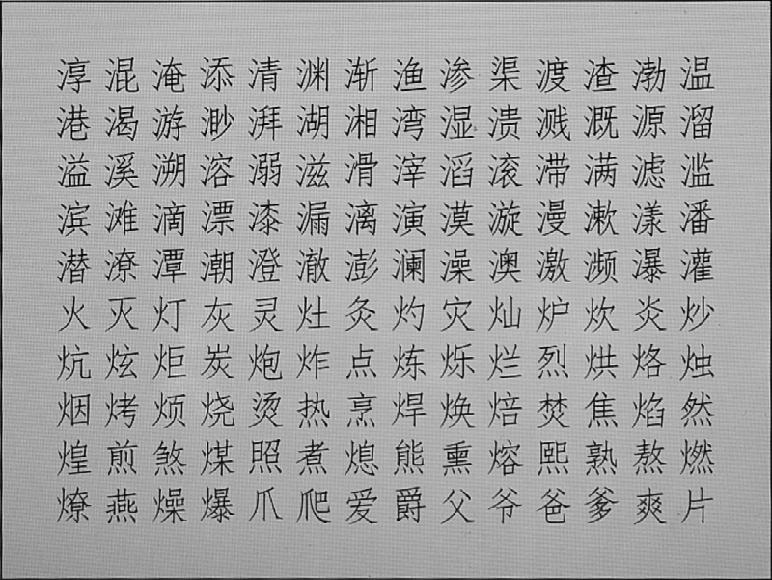 淳混淹添清渊渐渔渗渠渡渣渤温
港渴游渺湃湖湘湾湿溃溅溉源溜
溢溪溯溶溺滋滑滓滔滚滞满滤滥
滨滩滴漂漆漏漓演漠漩漫漱漾潘
潜潦潭潮澄澈澎澜澡澳激濒瀑灌
火灭灯灰灵灶灸灼灾灿炉炊炎炒
炕炫炬炭炮炸点炼烁烂烈烘烙烛
烟烤烦烧烫热烹焊焕焙焚焦焰然
煌煎煞煤照煮熄熊熏熔熙熟熬燃
燎燕燥爆爪爬爱爵父爷爸爹爽片